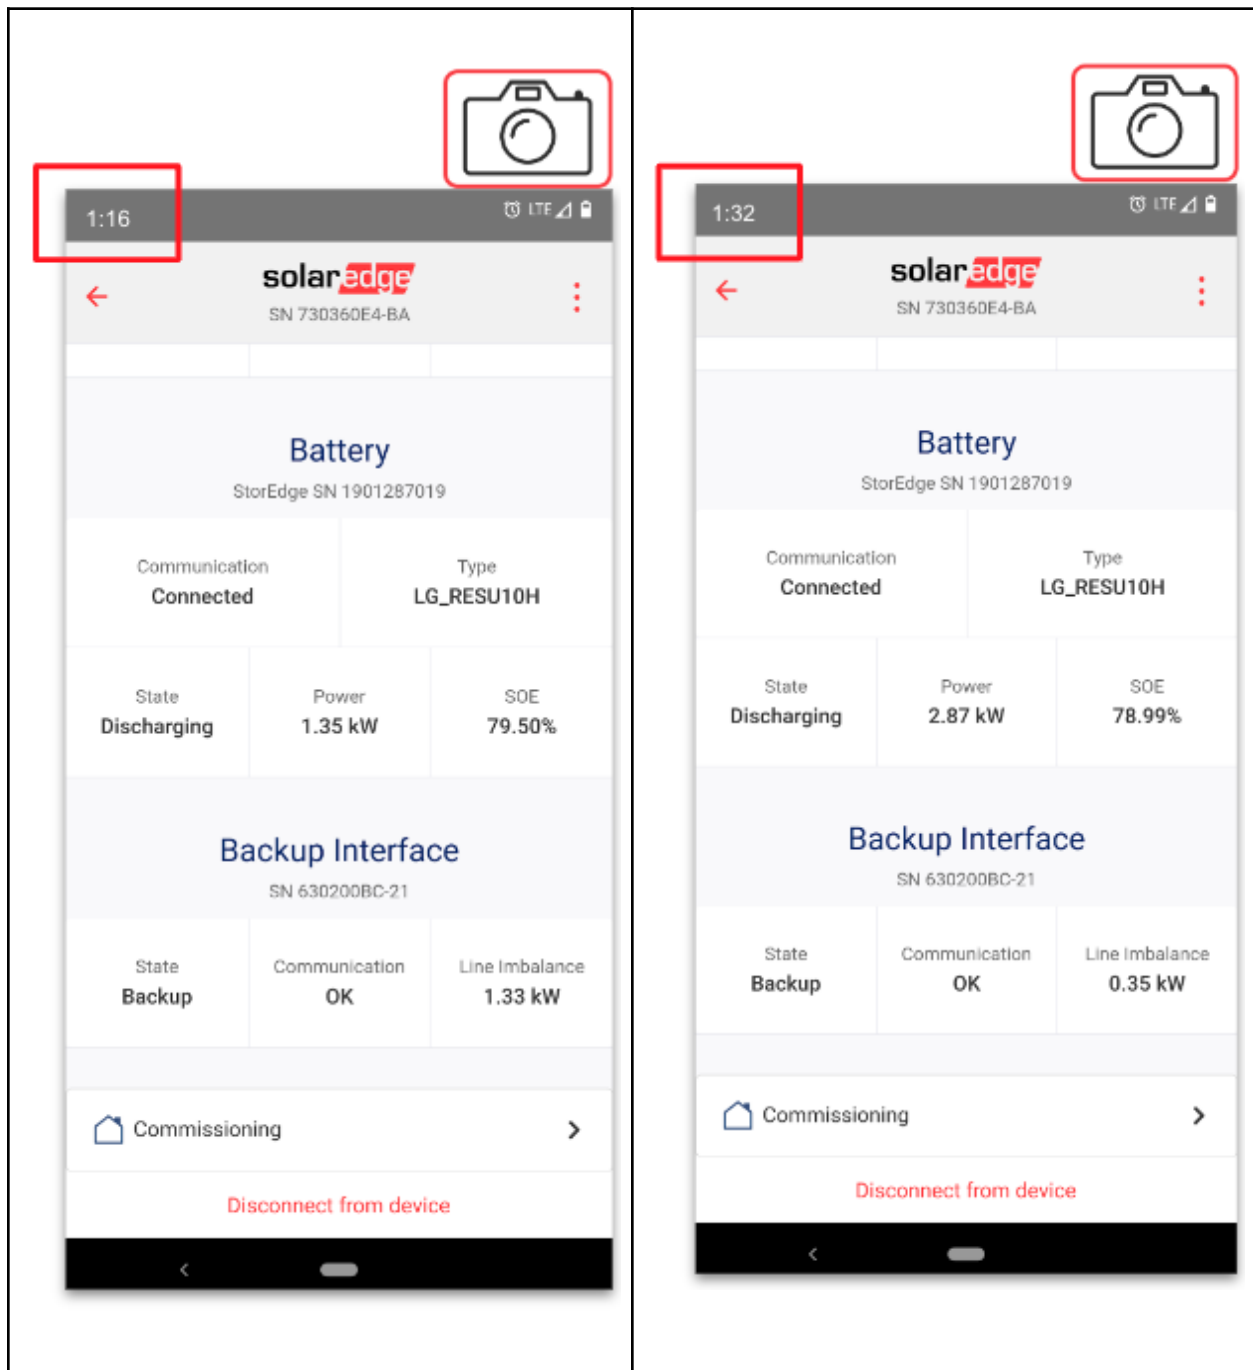 1:16
LTE
solaredge
SN 730360E4-BA
Battery
StorEdge SN 1901287019
Communication
Connected
Type
LG_RESU10H
State
Discharging
Power
1.35 kW
SOE
79.50%
Backup Interface
SN 630200BC-21
State
Backup
Communication
OK
Line Imbalance
1.33 kW
Commissioning
Disconnect from device
1:32
LTE
solaredge
SN 730360E4-BA
Battery
StorEdge SN 1901287019
Communication
Connected
Type
LG_RESU10H
State
Discharging
Power
2.87 kW
SOE
78.99%
Backup Interface
SN 630200BC-21
State
Backup
Communication
OK
Line Imbalance
0.35 kW
Commissioning
Disconnect from device